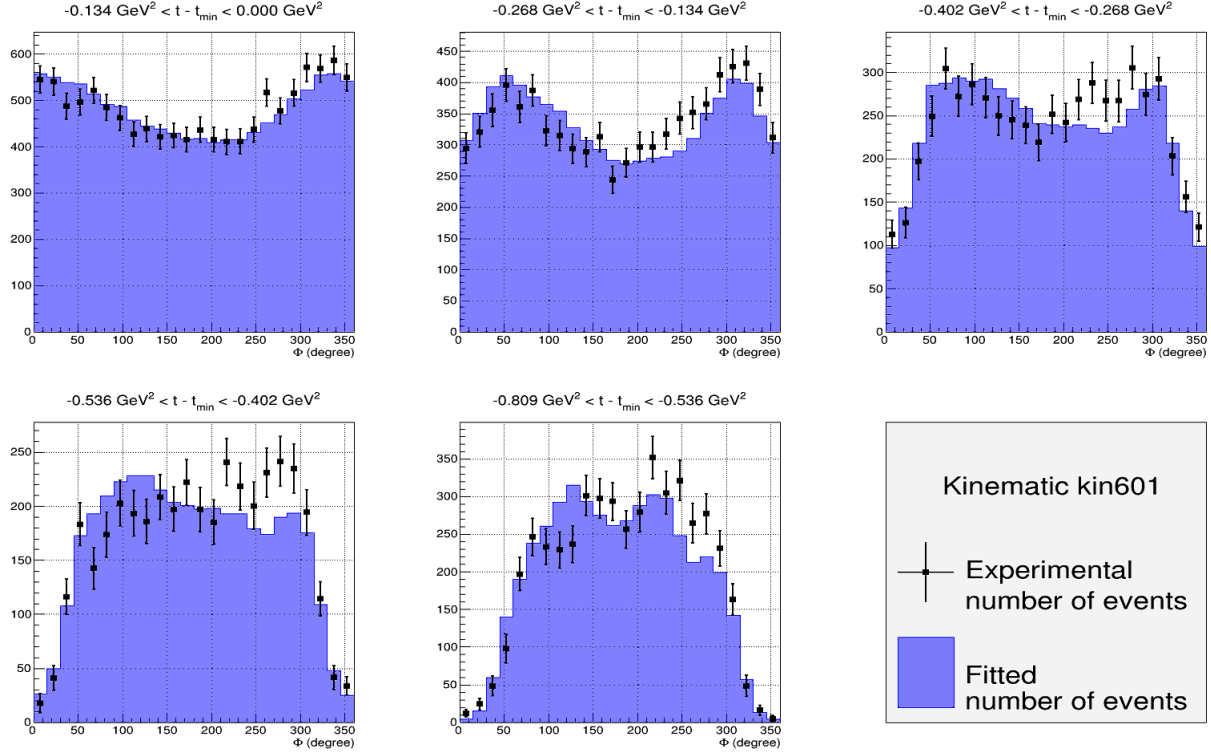 -0.134 GeV² < t - t_min < 0.000 GeV²
600
500
400
300
200
100
0
0 50 100 150 200 250 300 350
Φ (degree)
-0.268 GeV² < t - t_min < -0.134 GeV²
450
400
350
300
250
200
150
100
50
0
0 50 100 150 200 250 300 350
Φ (degree)
-0.402 GeV² < t - t_min < -0.268 GeV²
300
250
200
150
100
50
0
0 50 100 150 200 250 300 350
Φ (degree)
-0.536 GeV² < t - t_min < -0.402 GeV²
250
200
150
100
50
0
0 50 100 150 200 250 300 350
Φ (degree)
-0.809 GeV² < t - t_min < -0.536 GeV²
350
300
250
200
150
100
50
0
0 50 100 150 200 250 300 350
Φ (degree)
Kinematic kin601
Experimental
number of events
Fitted
number of events